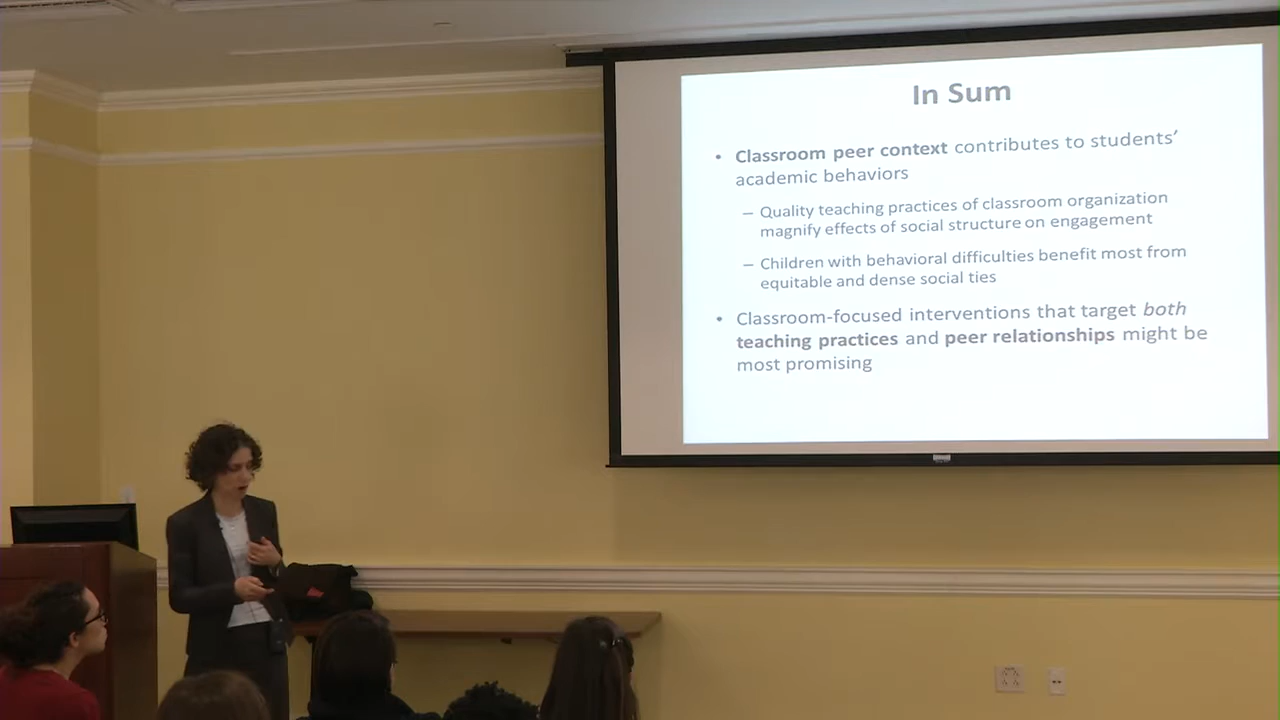 In Sum
• Classroom peer context contributes to students’
academic behaviors
– Quality teaching practices of classroom organization
magnify effects of social structure on engagement
– Children with behavioral difficulties benefit most from
equitable and dense social ties
• Classroom-focused interventions that target both
teaching practices and peer relationships might be
most promising